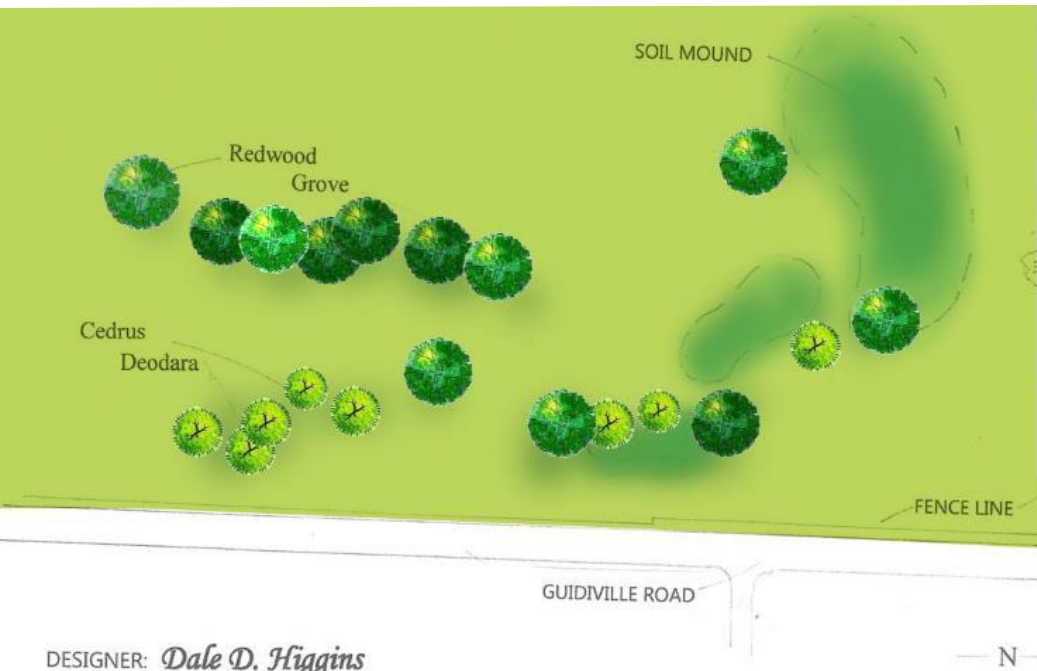 SOIL MOUND
Redwood
Grove
Cedrus
Deodara
FENCE LINE
GUIDIVILLE ROAD
DESIGNER: Dale D. Higgins
N